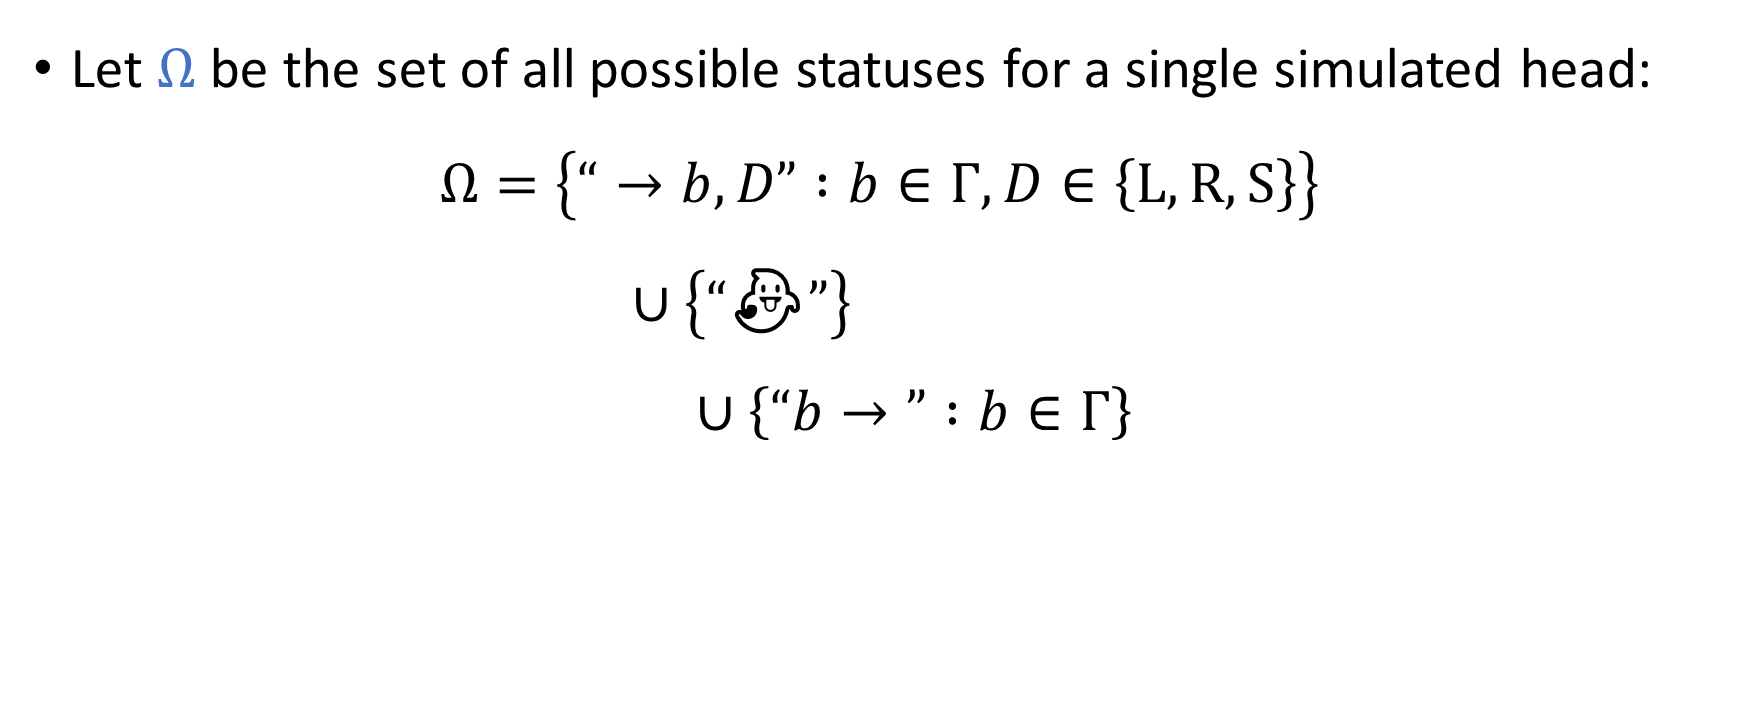 • Let Ω be the set of all possible statuses for a single simulated head:
Ω = {“ → b, D” : b ∈ Γ, D ∈ {L, R, S}}
∪ {“👻”}
∪ {“b → ” : b ∈ Γ}